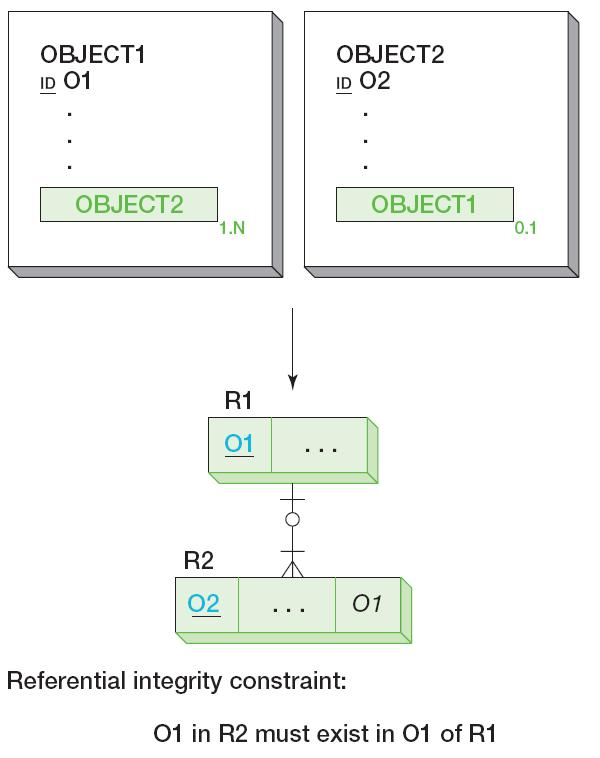 OBJECT1
ID O1
.
.
.
OBJECT2
1.N
OBJECT2
ID O2
.
.
.
OBJECT1
0.1
R1
O1 ...
R2
O2 ... O1
Referential integrity constraint:
O1 in R2 must exist in O1 of R1